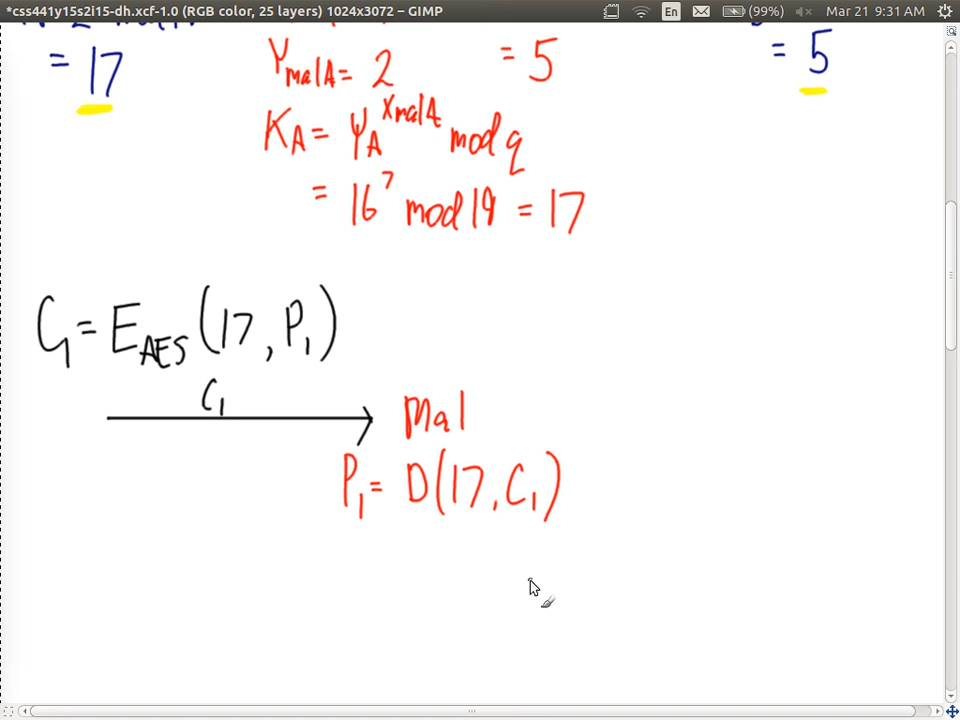 *css441y15s2i15-dh.xcf-1.0 (RGB color, 25 layers) 1024x3072 – GIMP En (99%) Mar 21 9:31 AM
= 17
YmalA = 2
= 5
= 5
KA = YA^XmalA mod q
= 16^7 mod 19 = 17
C1 = EAES(17, P1)
C1
Mal
P1 = D(17, C1)